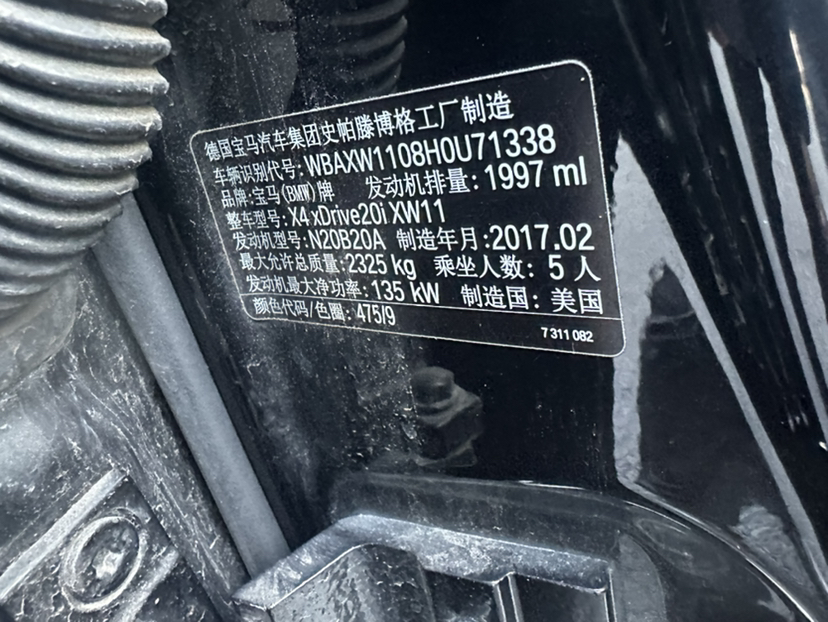 德国宝马汽车集团史帕滕博格工厂制造
车辆识别代号: WBAXW1108H0U71338
品牌: 宝马(BMW)牌 发动机排量: 1997 ml
整车型号: X4 xDrive20i XW11
发动机型号: N20B20A 制造年月: 2017.02
最大允许总质量: 2325 kg 乘坐人数: 5 人
发动机最大净功率: 135 kW 制造国: 美国
颜色代码/色圈: 475/9
7 311 082